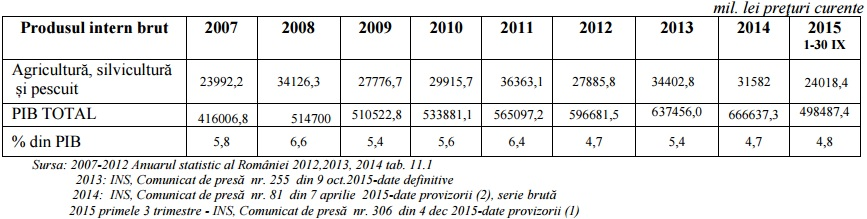 mil. lei preţuri curente
Produsul intern brut 2007 2008 2009 2010 2011 2012 2013 2014 2015
1-30 IX
Agricultură, silvicultură
şi pescuit 23992,2 34126,3 27776,7 29915,7 36363,1 27885,8 34402,8 31582 24018,4
PIB TOTAL 416006,8 514700 510522,8 533881,1 565097,2 596681,5 637456,0 666637,3 498487,4
% din PIB 5,8 6,6 5,4 5,6 6,4 4,7 5,4 4,7 4,8
Sursa: 2007-2012 Anuarul statistic al României 2012,2013, 2014 tab. 11.1
2013: INS, Comunicat de presă nr. 255 din 9 oct.2015-date definitive
2014: INS, Comunicat de presă nr. 81 din 7 aprilie 2015-date provizorii (2), serie brută
2015 primele 3 trimestre - INS, Comunicat de presă nr. 306 din 4 dec 2015-date provizorii (1)